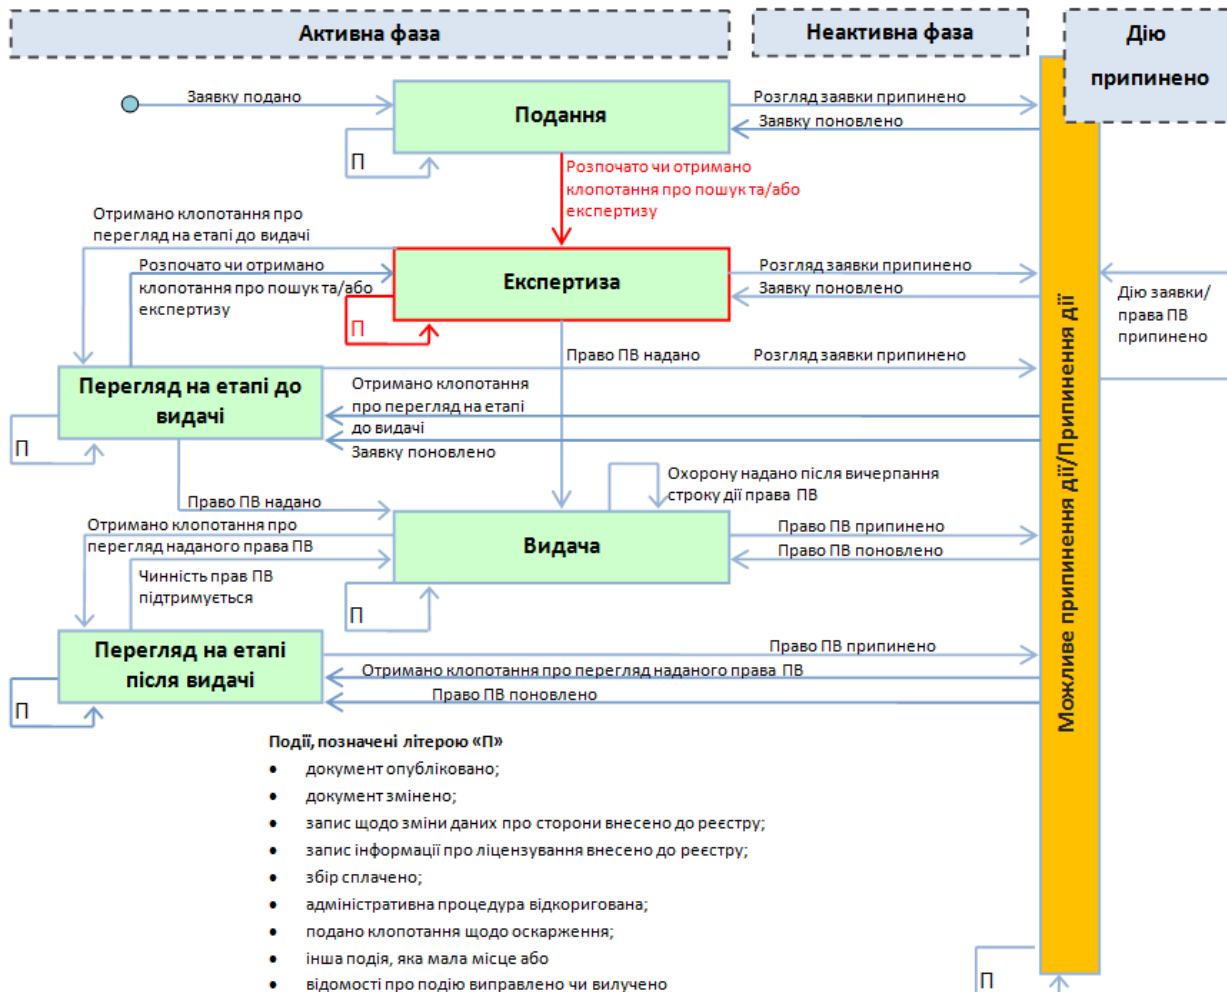 Активна фаза
Неактивна фаза
Дію
припинено
Заявку подано
Подання
Розгляд заявки припинено
Заявку поновлено
П
Розпочато чи отримано
клопотання про пошук та/або
експертизу
Отримано клопотання про
перегляд на етапі до видачі
Розпочато чи отримано
клопотання про пошук та/або
експертизу
Експертиза
Розгляд заявки припинено
Заявку поновлено
П
Дію заявки/
права ПВ
припинено
Право ПВ надано
Розгляд заявки припинено
Перегляд на етапі до
видачі
Отримано клопотання
про перегляд на етапі
до видачі
Заявку поновлено
П
Можливе припинення дії/Припинення дії
Охорону надано після вичерпання
строку дії права ПВ
Право ПВ надано
Отримано клопотання про
перегляд наданого права ПВ
Видача
Право ПВ припинено
Право ПВ поновлено
Чинність прав ПВ
підтримується
П
Перегляд на етапі
після видачі
Право ПВ припинено
Отримано клопотання про перегляд наданого права ПВ
Право ПВ поновлено
П
Події, позначені літерою «П»
• документ опубліковано;
• документ змінено;
• запис щодо зміни даних про сторони внесено до реєстру;
• запис інформації про ліцензування внесено до реєстру;
• збір сплачено;
• адміністративна процедура відкоригована;
• подано клопотання щодо оскарження;
• інша подія, яка мала місце або
• відомості про подію виправлено чи вилучено
П